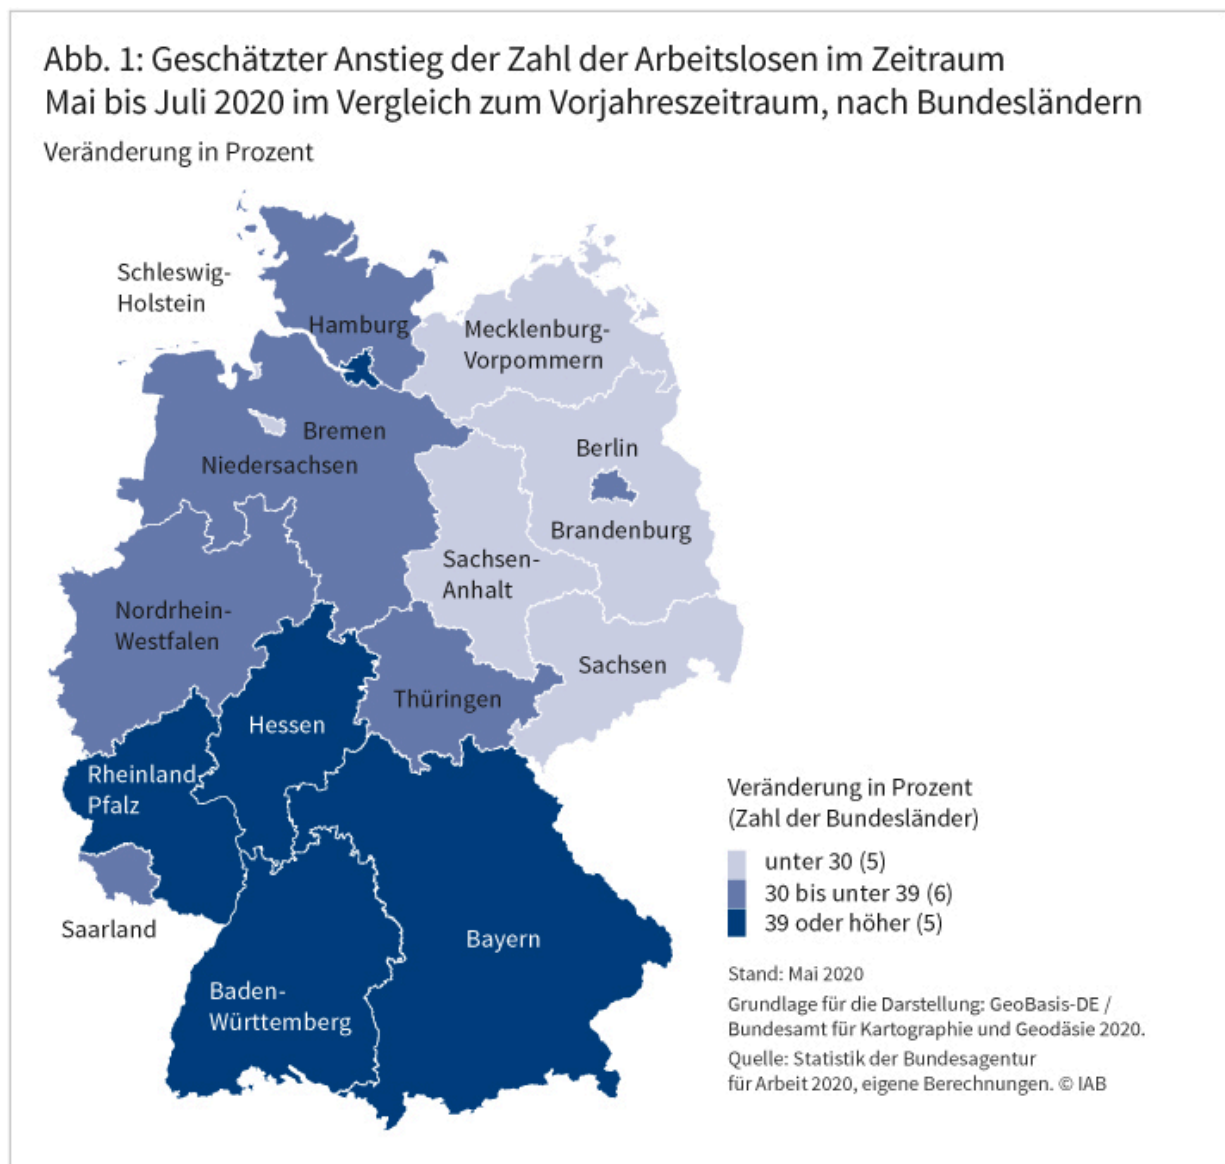 Abb. 1: Geschätzter Anstieg der Zahl der Arbeitslosen im Zeitraum
Mai bis Juli 2020 im Vergleich zum Vorjahreszeitraum, nach Bundesländern
Veränderung in Prozent
Schleswig-
Holstein
Hamburg
Mecklenburg-
Vorpommern
Bremen
Niedersachsen
Berlin
Brandenburg
Sachsen-
Anhalt
Nordrhein-
Westfalen
Sachsen
Thüringen
Hessen
Rheinland-
Pfalz
Saarland
Bayern
Baden-
Württemberg
Veränderung in Prozent
(Zahl der Bundesländer)
unter 30 (5)
30 bis unter 39 (6)
39 oder höher (5)
Stand: Mai 2020
Grundlage für die Darstellung: GeoBasis-DE /
Bundesamt für Kartographie und Geodäsie 2020.
Quelle: Statistik der Bundesagentur
für Arbeit 2020, eigene Berechnungen. © IAB